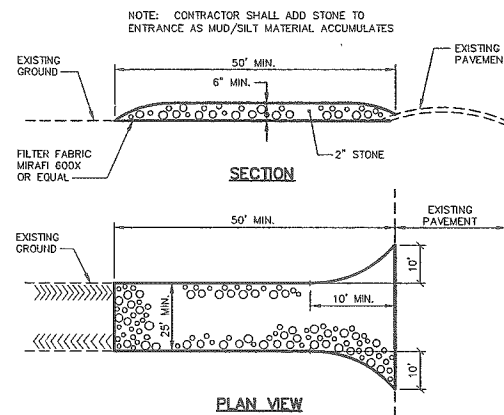 NOTE: CONTRACTOR SHALL ADD STONE TO
ENTRANCE AS MUD/SILT MATERIAL ACCUMULATES
EXISTING
GROUND
50' MIN.
6" MIN.
EXISTING
PAVEMENT
FILTER FABRIC
MIRAFI 600X
OR EQUAL
2" STONE
SECTION
50' MIN.
EXISTING
PAVEMENT
EXISTING
GROUND
10'
25' MIN.
10' MIN.
10'
PLAN VIEW